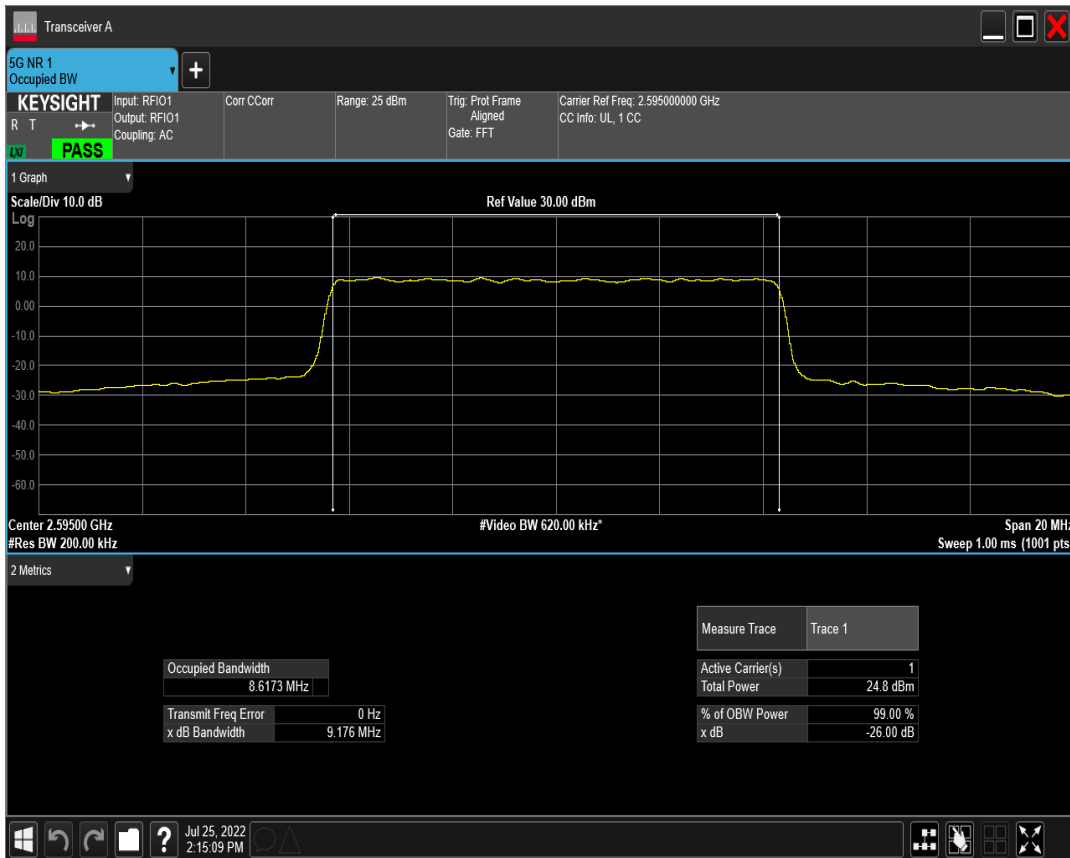 Transceiver A
5G NR 1
Occupied BW
KEYSIGHT
R T
LXI
PASS
Input: RFIO1
Output: RFIO1
Coupling: AC
Corr CCorr
Range: 25 dBm
Trig: Prot Frame
Aligned
Gate: FFT
Carrier Ref Freq: 2.595000000 GHz
CC Info: UL, 1 CC
1 Graph
Scale/Div 10.0 dB
Ref Value 30.00 dBm
Log
20.0
10.0
0.00
-10.0
-20.0
-30.0
-40.0
-50.0
-60.0
Center 2.59500 GHz
#Video BW 620.00 kHz*
Span 20 MHz
#Res BW 200.00 kHz
Sweep 1.00 ms (1001 pts
2 Metrics
Measure Trace Trace 1
Occupied Bandwidth
8.6173 MHz
Active Carrier(s) 1
Total Power 24.8 dBm
Transmit Freq Error 0 Hz
x dB Bandwidth 9.176 MHz
% of OBW Power 99.00 %
x dB -26.00 dB
?
Jul 25, 2022
2:15:09 PM